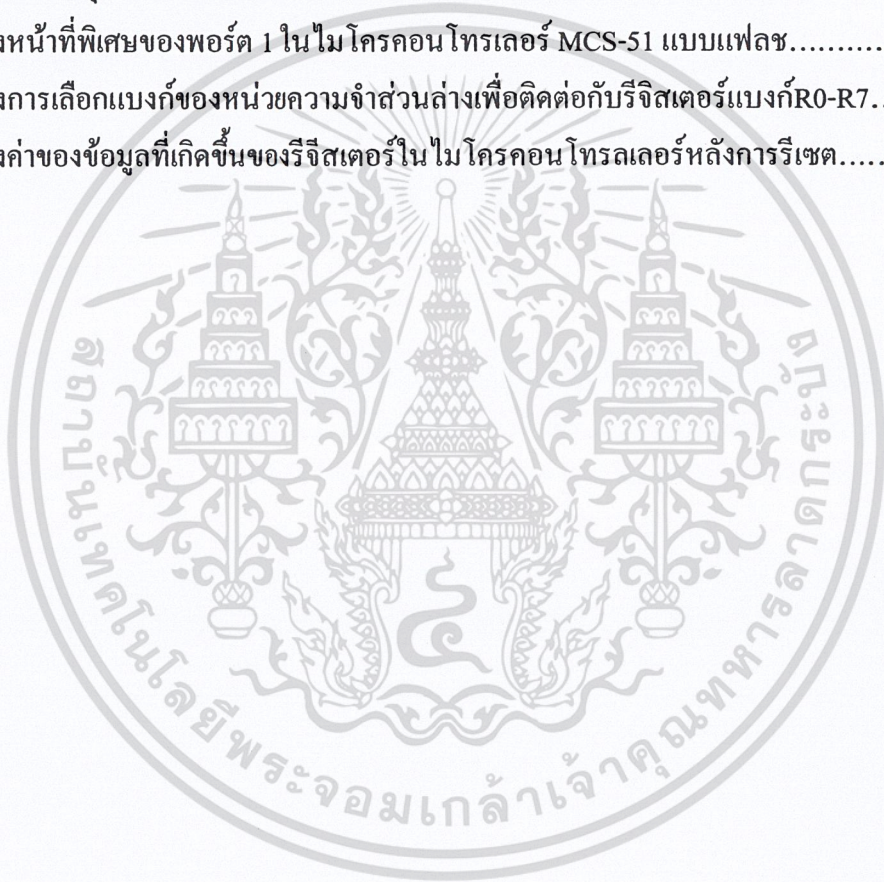 งหน้าที่พิเศษของพอร์ต 1 ในไมโครคอนโทรเลอร์ MCS-51 แบบแฟลช..........
งการเลือกแบงก์ของหน่วยความจำส่วนล่างเพื่อติดต่อกับรีจิสเตอร์แบงก์R0-R7..
งค่าของข้อมูลที่เกิดขึ้นของรีจีสเตอร์ในไมโครคอนโทรลเลอร์หลังการรีเซต.....
สถาบันเทคโนโลยีพระจอมเกล้าเจ้าคุณทหารลาดกระบัง